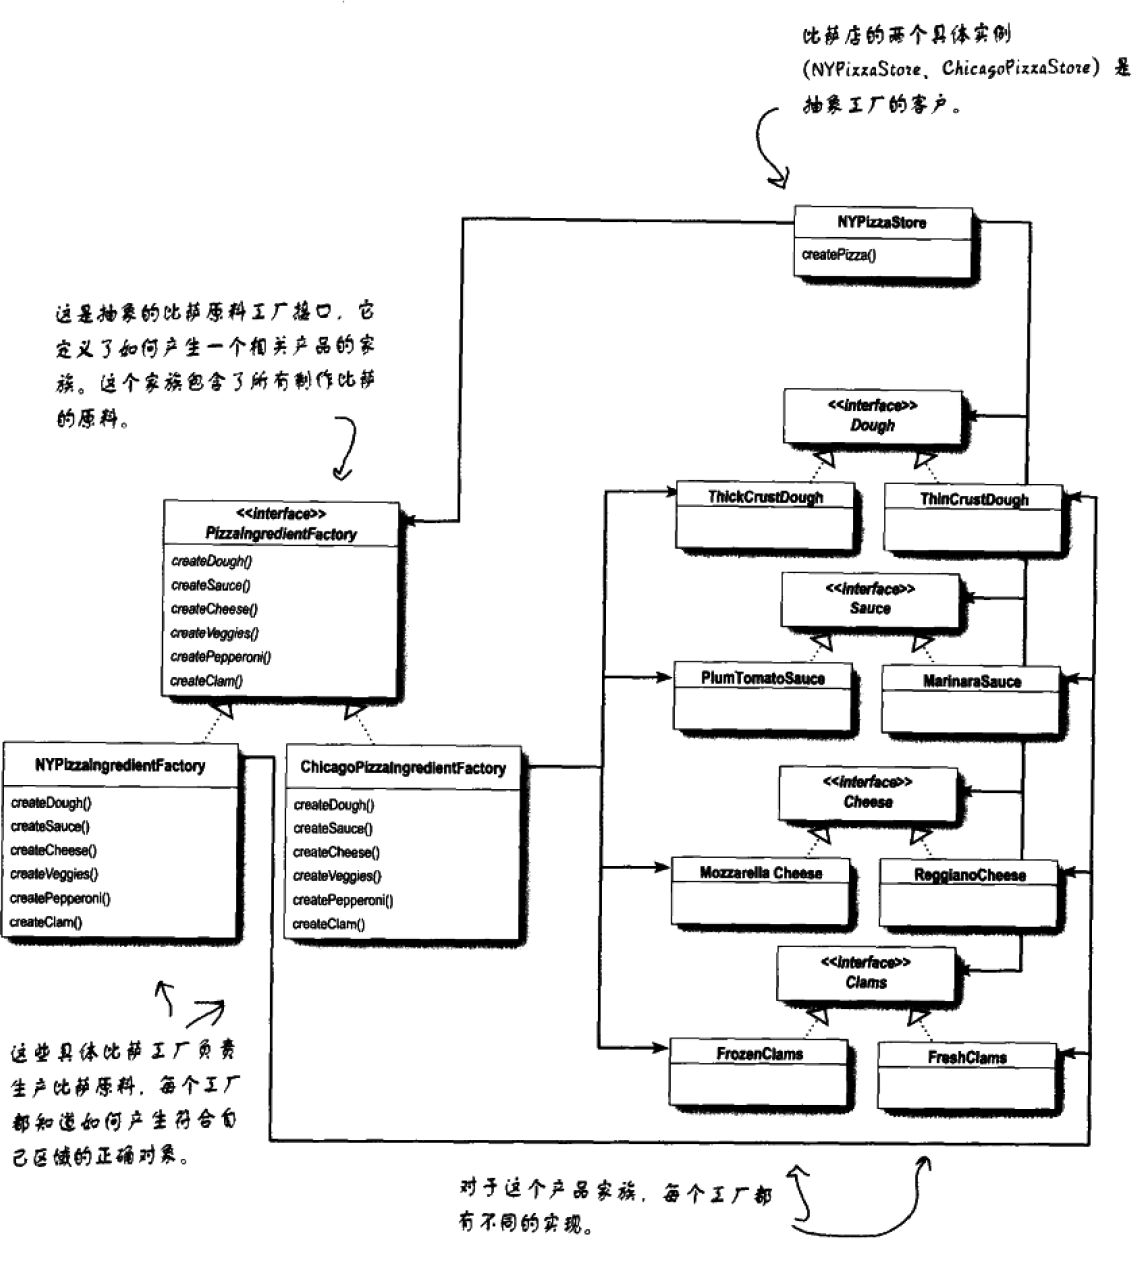 比萨店的两个具体实例
(NYPizzaStore、ChicagoPizzaStore) 是
抽象工厂的客户。
NYPizzaStore
createPizza()
这是抽象的比萨原料工厂接口，它
定义了如何产生一个相关产品的家
族。这个家族包含了所有制作比萨
的原料。
<<interface>>
Dough
ThickCrustDough
ThinCrustDough
<<interface>>
PizzaIngredientFactory
createDough()
createSauce()
createCheese()
createVeggies()
createPepperoni()
createClam()
<<interface>>
Sauce
PlumTomatoSauce
MarinaraSauce
NYPizzaIngredientFactory
createDough()
createSauce()
createCheese()
createVeggies()
createPepperoni()
createClam()
ChicagoPizzaIngredientFactory
createDough()
createSauce()
createCheese()
createVeggies()
createPepperoni()
createClam()
<<interface>>
Cheese
Mozzarella Cheese
ReggianoCheese
<<interface>>
Clams
FrozenClams
FreshClams
这些具体比萨工厂负责
生产比萨原料，每个工厂
都知道如何产生符合自
己区域的正确对象。
对于这个产品家族，每个工厂都
有不同的实现。